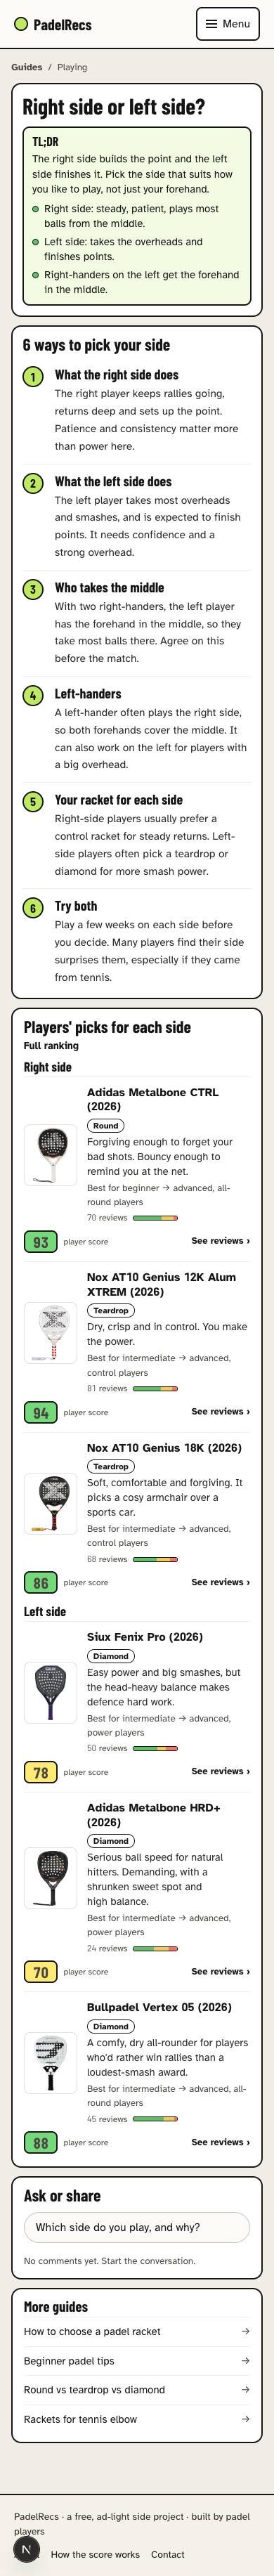 PadelRecs
Menu
Guides / Playing
Right side or left side?
TL;DR
The right side builds the point and the left
side finishes it. Pick the side that suits how
you like to play, not just your forehand.
Right side: steady, patient, plays most
balls from the middle.
Left side: takes the overheads and
finishes points.
Right-handers on the left get the forehand
in the middle.
6 ways to pick your side
1
What the right side does
The right player keeps rallies going,
returns deep and sets up the point.
Patience and consistency matter more
than power here.
2
What the left side does
The left player takes most overheads
and smashes, and is expected to finish
points. It needs confidence and a
strong overhead.
3
Who takes the middle
With two right-handers, the left player
has the forehand in the middle, so they
take most balls there. Agree on this
before the match.
4
Left-handers
A left-hander often plays the right side,
so both forehands cover the middle. It
can also work on the left for players with
a big overhead.
5
Your racket for each side
Right-side players usually prefer a
control racket for steady returns. Left-
side players often pick a teardrop or
diamond for more smash power.
6
Try both
Play a few weeks on each side before
you decide. Many players find their side
surprises them, especially if they came
from tennis.
Players' picks for each side
Full ranking
Right side
Adidas Metalbone CTRL
(2026)
Round
Forgiving enough to forget your
bad shots. Bouncy enough to
remind you at the net.
Best for beginner → advanced, all-
round players
70 reviews
93 player score See reviews ›
Nox AT10 Genius 12K Alum
XTREM (2026)
Teardrop
Dry, crisp and in control. You make
the power.
Best for intermediate → advanced,
control players
81 reviews
94 player score See reviews ›
Nox AT10 Genius 18K (2026)
Teardrop
Soft, comfortable and forgiving. It
picks a cosy armchair over a
sports car.
Best for intermediate → advanced,
control players
68 reviews
86 player score See reviews ›
Left side
Siux Fenix Pro (2026)
Diamond
Easy power and big smashes, but
the head-heavy balance makes
defence hard work.
Best for intermediate → advanced,
power players
50 reviews
78 player score See reviews ›
Adidas Metalbone HRD+
(2026)
Diamond
Serious ball speed for natural
hitters. Demanding, with a
shrunken sweet spot and
high balance.
Best for intermediate → advanced,
power players
24 reviews
70 player score See reviews ›
Bullpadel Vertex 05 (2026)
Diamond
A comfy, dry all-rounder for players
who'd rather win rallies than a
loudest-smash award.
Best for intermediate → advanced, all-
round players
45 reviews
88 player score See reviews ›
Ask or share
Which side do you play, and why?
No comments yet. Start the conversation.
More guides
How to choose a padel racket →
Beginner padel tips →
Round vs teardrop vs diamond →
Rackets for tennis elbow →
PadelRecs · a free, ad-light side project · built by padel
players
N
How the score works Contact